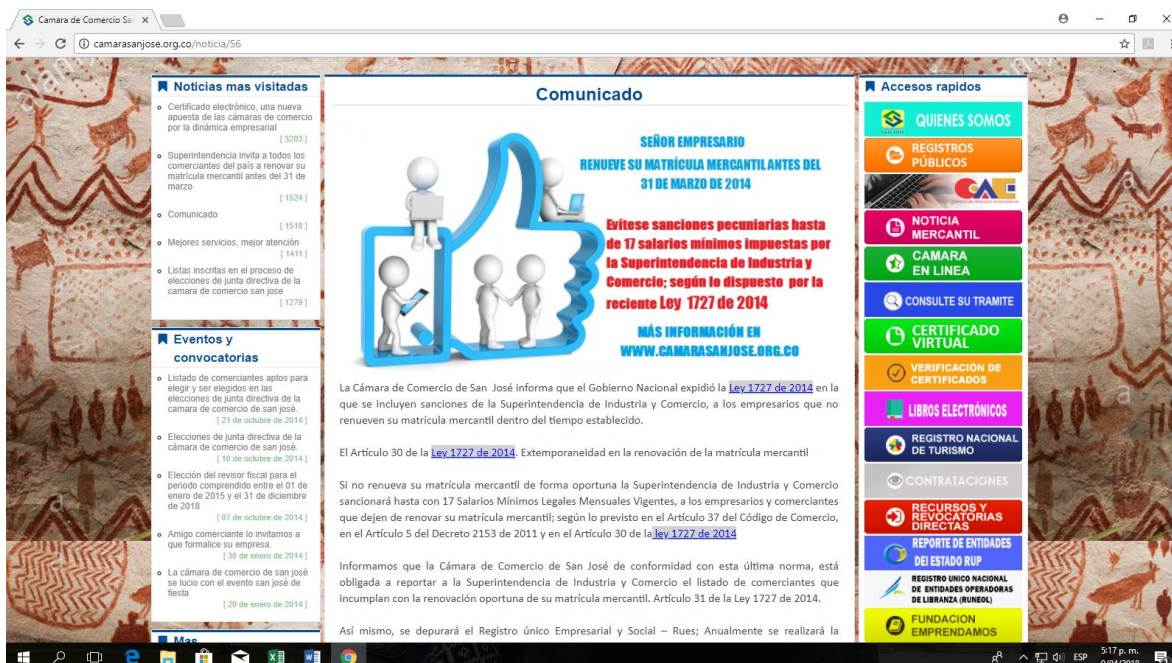 Camara de Comercio Sar
camarasanjose.org.co/noticia/56
Noticias mas visitadas
Certificado electrónico, una nueva
apuesta de las cámaras de comercio
por la dinámica empresarial
[ 3203 ]
Superintendencia invita a todos los
comerciantes del país a renovar su
matrícula mercantil antes del 31 de
marzo
[ 1524 ]
Comunicado
[ 1518 ]
Mejores servicios, mejor atención
[ 1411 ]
Listas inscritas en el proceso de
elecciones de junta directiva de la
camara de comercio san jose
[ 1279 ]
Eventos y
convocatorias
Listado de comerciantes aptos para
elegir y ser elegidos en las
elecciones de junta directiva de la
camara de comercio de san josé.
[ 21 de octubre de 2014 ]
Elecciones de junta directiva de la
cámara de comercio de san josé.
[ 10 de octubre de 2014 ]
Elección del revisor fiscal para el
periodo comprendido entre el 01 de
enero de 2015 y el 31 de diciembre
de 2018
[ 07 de octubre de 2014 ]
Amigo comerciante lo invitamos a
que formalice su empresa.
[ 30 de enero de 2014 ]
La cámara de comercio de san josé
se lucio con el evento san josé de
fiesta
[ 20 de enero de 2014 ]
Mas
Comunicado
SEÑOR EMPRESARIO
RENUEVE SU MATRÍCULA MERCANTIL ANTES DEL
31 DE MARZO DE 2014
Evitese sanciones pecuniarias hasta
de 17 salarios mínimos impuestas por
la Superintendencia de Industria y
Comercio; según lo dispuesto por la
reciente Ley 1727 de 2014
MÁS INFORMACIÓN EN
WWW.CAMARASANJOSE.ORG.CO
La Cámara de Comercio de San José informa que el Gobierno Nacional expidió la Ley 1727 de 2014 en la
que se incluyen sanciones de la Superintendencia de Industria y Comercio, a los empresarios que no
renueven su matrícula mercantil dentro del tiempo establecido.
El Artículo 30 de la Ley 1727 de 2014. Extemporaneidad en la renovación de la matrícula mercantil
Si no renueva su matrícula mercantil de forma oportuna la Superintendencia de Industria y Comercio
sancionará hasta con 17 Salarios Mínimos Legales Mensuales Vigentes, a los empresarios y comerciantes
que dejen de renovar su matrícula mercantil; según lo previsto en el Artículo 37 del Código de Comercio,
en el Artículo 5 del Decreto 2153 de 2011 y en el Artículo 30 de la ley 1727 de 2014
Informamos que la Cámara de Comercio de San José de conformidad con esta última norma, está
obligada a reportar a la Superintendencia de Industria y Comercio el listado de comerciantes que
incumplan con la renovación oportuna de su matrícula mercantil. Artículo 31 de la Ley 1727 de 2014.
Así mismo, se depurará el Registro único Empresarial y Social – Rues; Anualmente se realizará la
Accesos rapidos
QUIENES SOMOS
REGISTROS
PÚBLICOS
CAE
NOTICIA
MERCANTIL
CAMARA
EN LINEA
CONSULTE SU TRAMITE
CERTIFICADO
VIRTUAL
VERIFICACIÓN DE
CERTIFICADOS
LIBROS ELECTRÓNICOS
REGISTRO NACIONAL
DE TURISMO
CONTRATACIONES
RECURSOS Y
REVOCATORIAS
DIRECTAS
REPORTE DE ENTIDADES
DEl ESTADO RUP
REGISTRO UNICO NACIONAL
DE ENTIDADES OPERADORAS
DE LIBRANZA (RUNEOL)
FUNDACION
EMPRENDAMOS
ESP
5:17 p. m.
9/04/2018